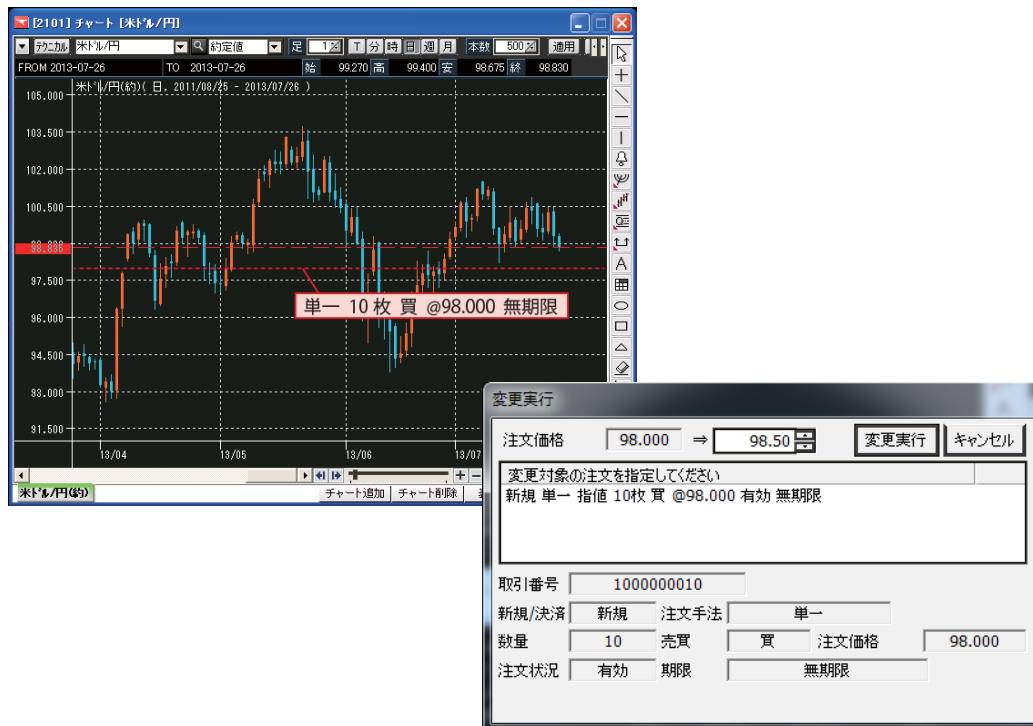 [2101] チャート [米ドル/円]
テクニカル 米ドル/円 約定値 足 1 T 分 時 日 週 月 本数 500 適用
FROM 2013-07-26 TO 2013-07-26 始 99.270 高 99.400 安 98.675 終 98.830
米ドル/円(約)( 日, 2011/08/25 - 2013/07/26 )
105.000
103.500
102.000
100.500
97.500
96.000
94.500
93.000
91.500
単一 10 枚 買 @98.000 無期限
13/04 13/05 13/06 13/07
米ドル/円(約) チャート追加 チャート削除
A
変更実行
注文価格 98.000 ⇒ 98.50 変更実行 キャンセル
変更対象の注文を指定してください
新規 単一 指値 10枚 買 @98.000 有効 無期限
取引番号 1000000010
新規/決済 新規 注文手法 単一
数量 10 売買 買 注文価格 98.000
注文状況 有効 期限 無期限